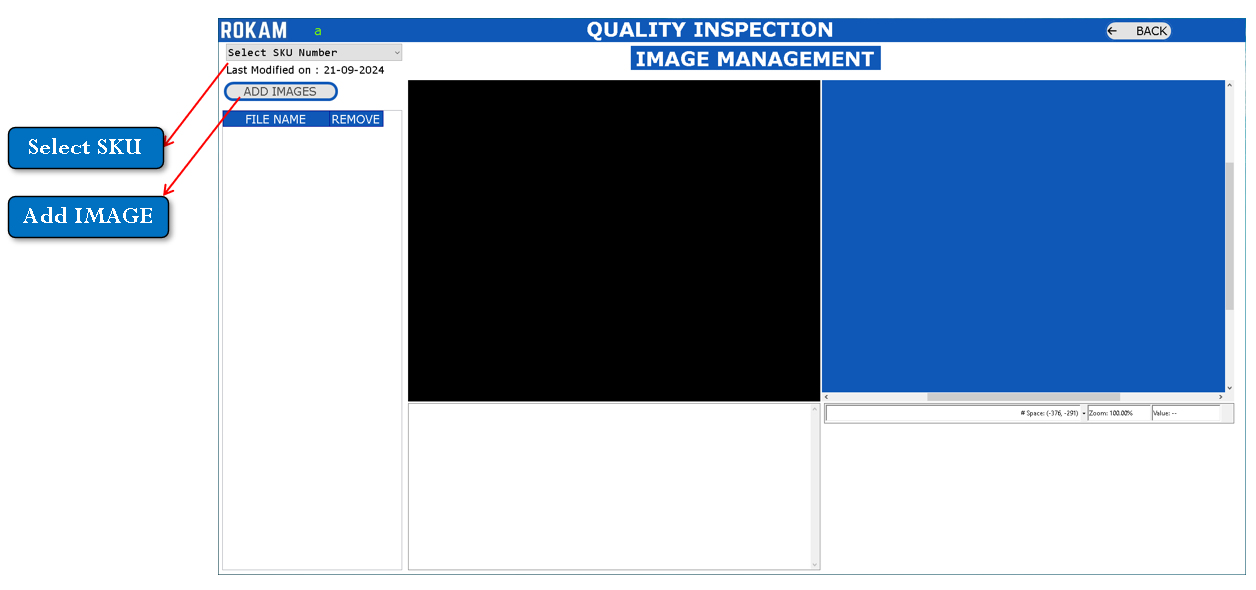 ROKAM a QUALITY INSPECTION ← BACK
Select SKU Number
IMAGE MANAGEMENT
Last Modified on : 21-09-2024
ADD IMAGES
FILE NAME REMOVE
Select SKU
Add IMAGE
# Space: (-376, -291) Zoom: 100.00% Value: --